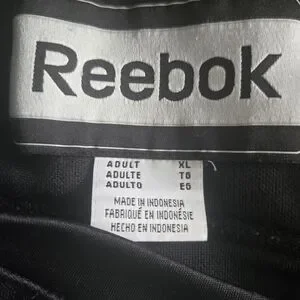 Reebok
ADULT XL
ADULTE TG
ADULTO EG
MADE IN INDONESIA
FABRIQUÉ EN INDONÉSIE
HECHO EN INDONESIA